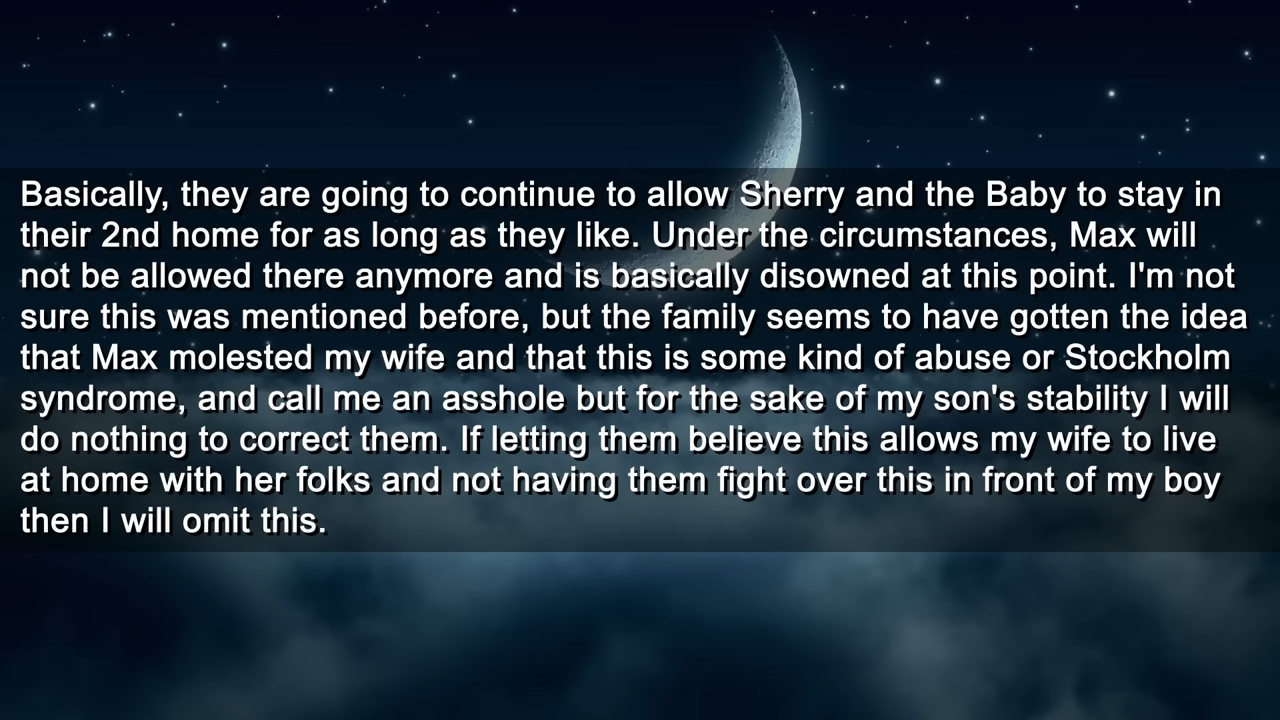 Basically, they are going to continue to allow Sherry and the Baby to stay in
their 2nd home for as long as they like. Under the circumstances, Max will
not be allowed there anymore and is basically disowned at this point. I'm not
sure this was mentioned before, but the family seems to have gotten the idea
that Max molested my wife and that this is some kind of abuse or Stockholm
syndrome, and call me an asshole but for the sake of my son's stability I will
do nothing to correct them. If letting them believe this allows my wife to live
at home with her folks and not having them fight over this in front of my boy
then I will omit this.